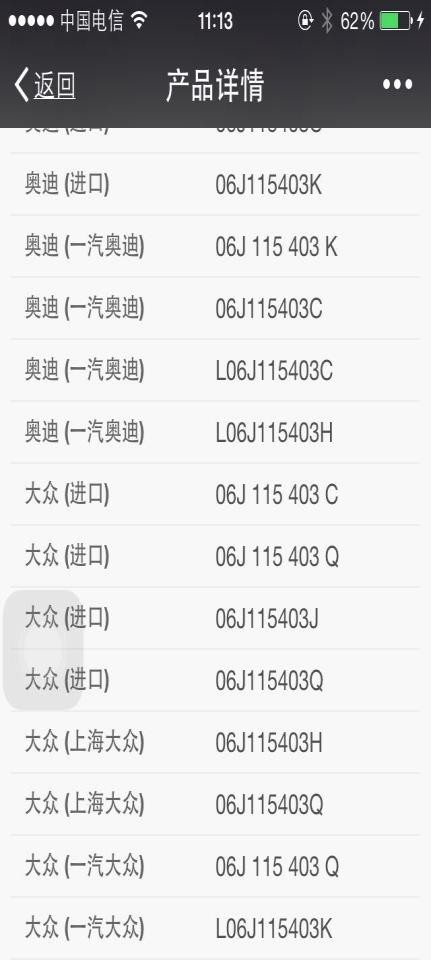 中国电信 11:13 62%
返回 产品详情
奥迪 (进口) 06J115403K
奥迪 (一汽奥迪) 06J 115 403 K
奥迪 (一汽奥迪) 06J115403C
奥迪 (一汽奥迪) L06J115403C
奥迪 (一汽奥迪) L06J115403H
大众 (进口) 06J 115 403 C
大众 (进口) 06J 115 403 Q
大众 (进口) 06J115403J
大众 (进口) 06J115403Q
大众 (上海大众) 06J115403H
大众 (上海大众) 06J115403Q
大众 (一汽大众) 06J 115 403 Q
大众 (一汽大众) L06J115403K